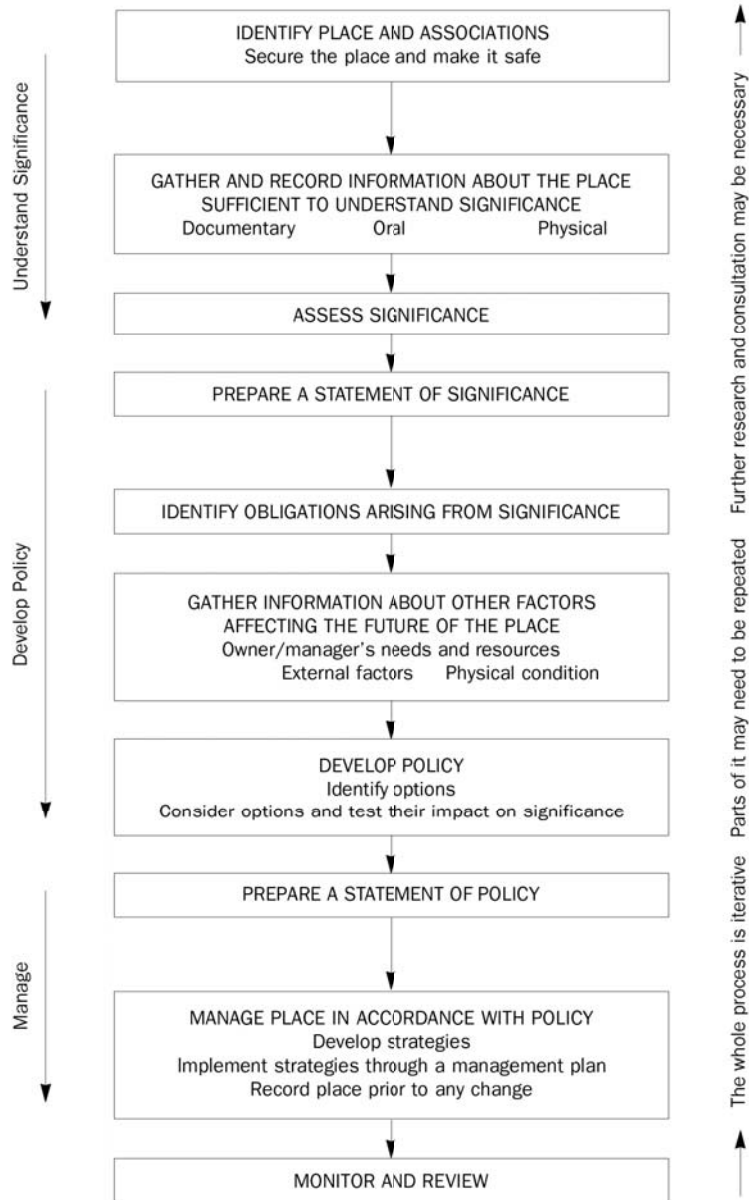 IDENTIFY PLACE AND ASSOCIATIONS
Secure the place and make it safe
Understand Significance
GATHER AND RECORD INFORMATION ABOUT THE PLACE
SUFFICIENT TO UNDERSTAND SIGNIFICANCE
Documentary Oral Physical
ASSESS SIGNIFICANCE
PREPARE A STATEMENT OF SIGNIFICANCE
IDENTIFY OBLIGATIONS ARISING FROM SIGNIFICANCE
Develop Policy
GATHER INFORMATION ABOUT OTHER FACTORS
AFFECTING THE FUTURE OF THE PLACE
Owner/manager's needs and resources
External factors Physical condition
DEVELOP POLICY
Identify options
Consider options and test their impact on significance
PREPARE A STATEMENT OF POLICY
Manage
MANAGE PLACE IN ACCORDANCE WITH POLICY
Develop strategies
Implement strategies through a management plan
Record place prior to any change
MONITOR AND REVIEW
The whole process is iterative Parts of it may need to be repeated Further research and consultation may be necessary